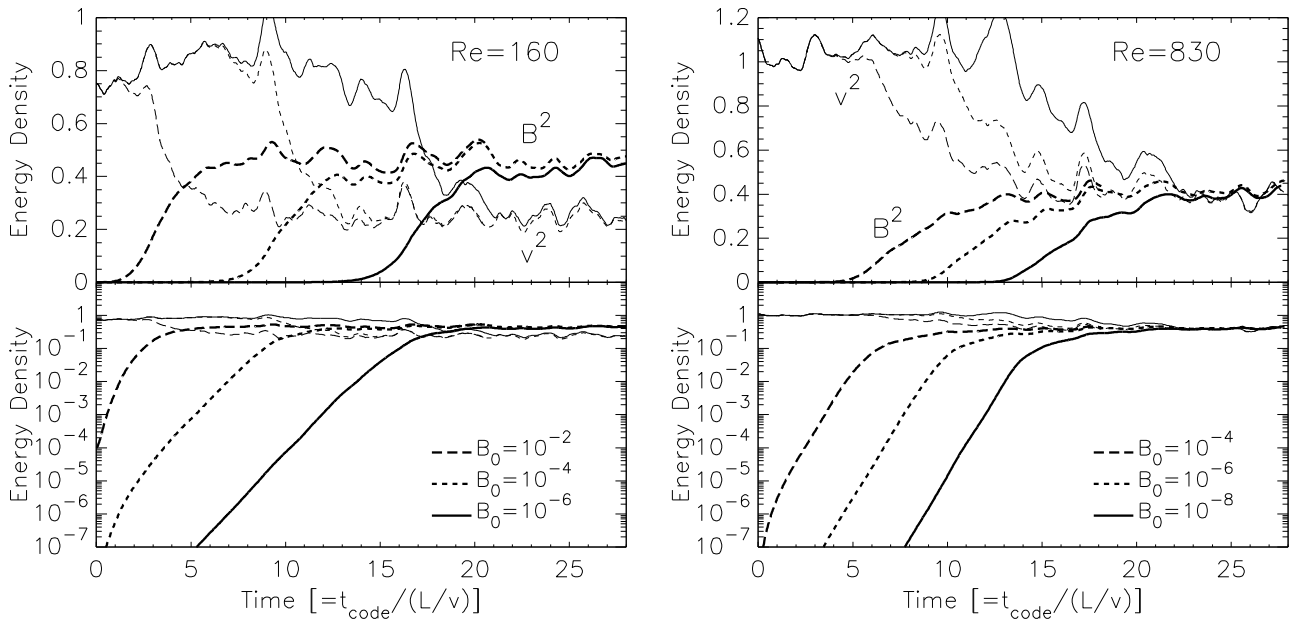 Re=160
B²
v²
Energy Density
1
0.8
0.6
0.4
0.2
0
Energy Density
1
10⁻¹
10⁻²
10⁻³
10⁻⁴
10⁻⁵
10⁻⁶
10⁻⁷
B₀=10⁻²
B₀=10⁻⁴
B₀=10⁻⁶
0 5 10 15 20 25
Time [=t_code/(L/v)]
Re=830
v²
B²
Energy Density
1.2
1
0.8
0.6
0.4
0.2
0
Energy Density
1
10⁻¹
10⁻²
10⁻³
10⁻⁴
10⁻⁵
10⁻⁶
10⁻⁷
B₀=10⁻⁴
B₀=10⁻⁶
B₀=10⁻⁸
0 5 10 15 20 25
Time [=t_code/(L/v)]